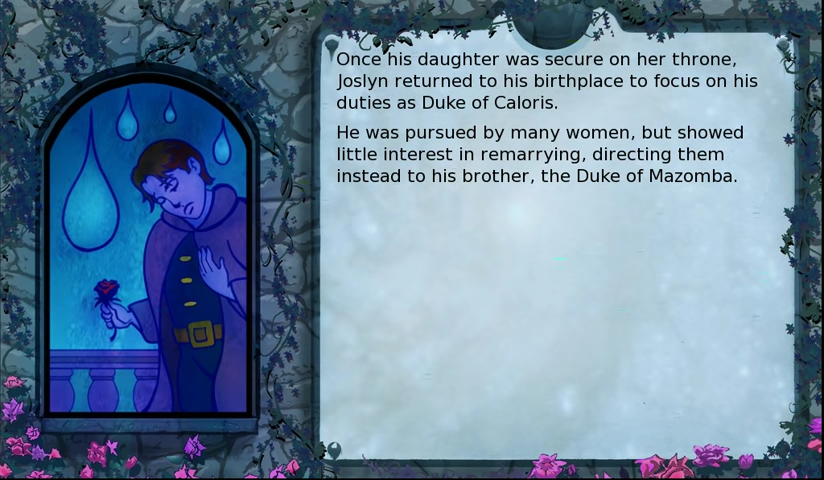 Once his daughter was secure on her throne,
Joslyn returned to his birthplace to focus on his
duties as Duke of Caloris.
He was pursued by many women, but showed
little interest in remarrying, directing them
instead to his brother, the Duke of Mazomba.